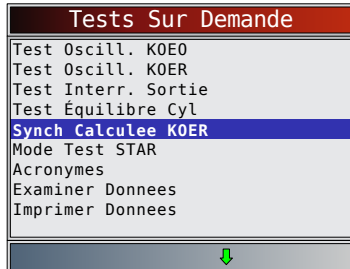 Tests Sur Demande
Test Oscill. KOEO
Test Oscill. KOER
Test Interr. Sortie
Test Équilibre Cyl
Synch Calculee KOER
Mode Test STAR
Acronymes
Examiner Donnees
Imprimer Donnees